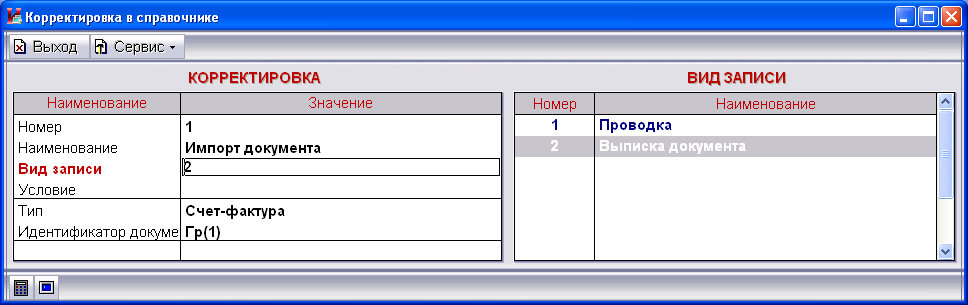 Корректировка в справочнике
Выход Сервис
КОРРЕКТИРОВКА
Наименование Значение
Номер 1
Наименование Импорт документа
Вид записи 2
Условие
Тип Счет-фактура
Идентификатор докуме Гр(1)
ВИД ЗАПИСИ
Номер Наименование
1 Проводка
2 Выписка документа